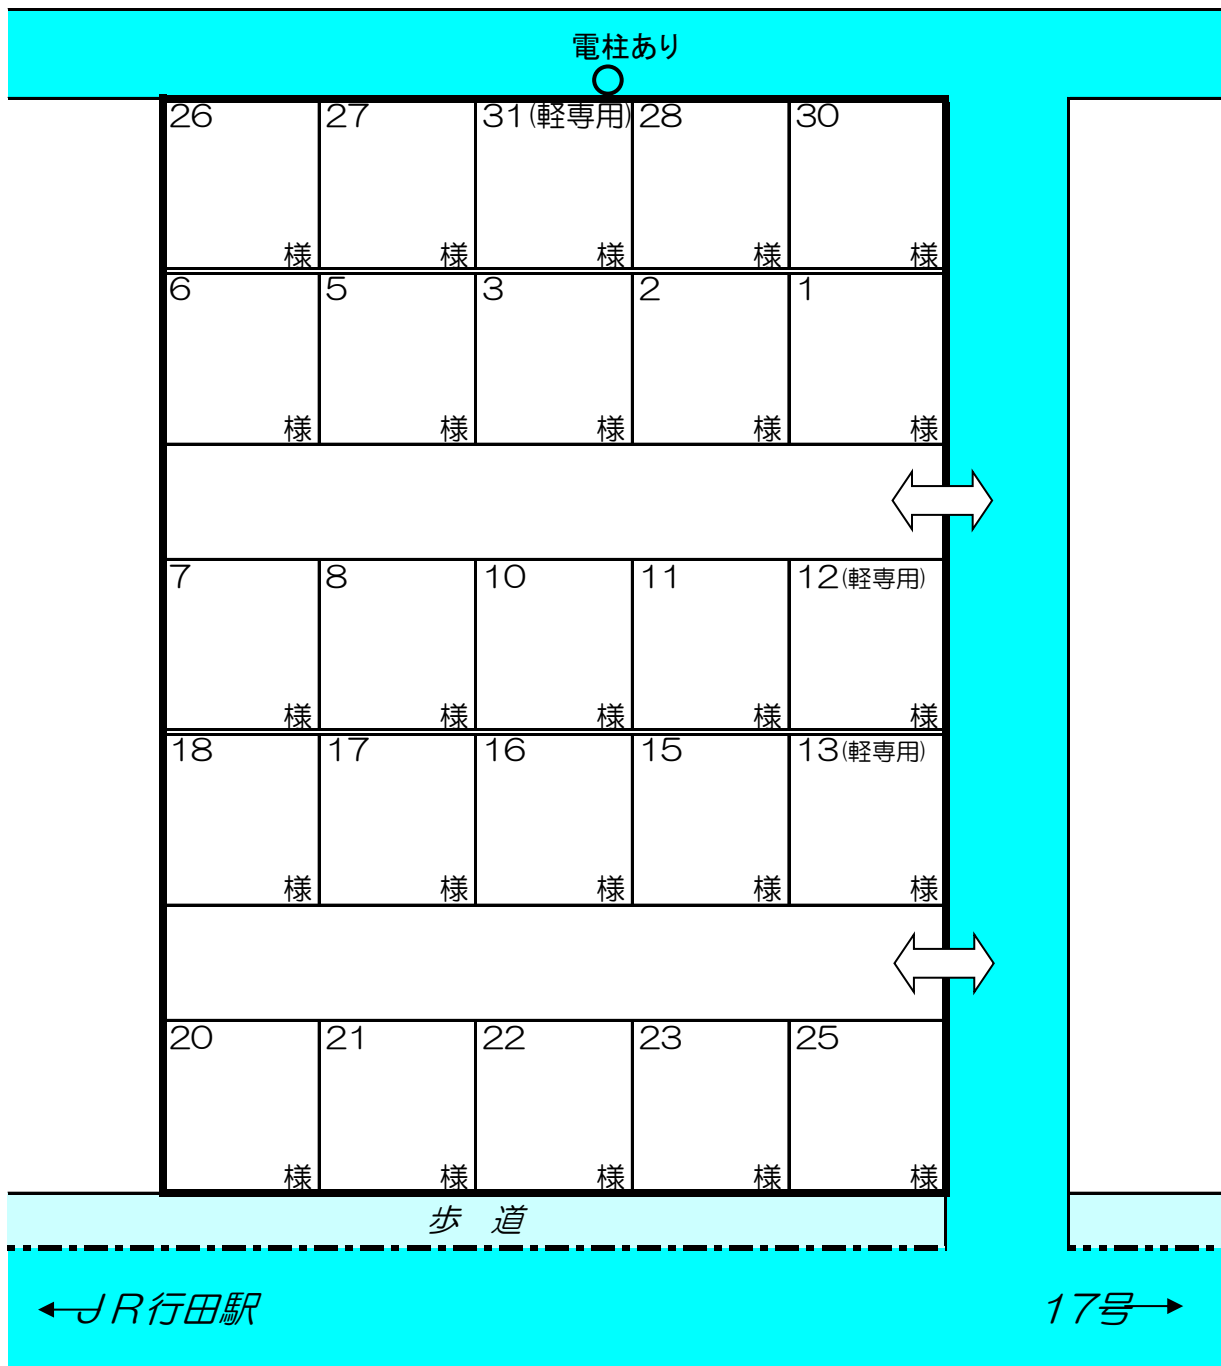 電柱あり
26 27 31(軽専用) 28 30
様 様 様 様 様
6 5 3 2 1
様 様 様 様 様
7 8 10 11 12(軽専用)
様 様 様 様 様
18 17 16 15 13(軽専用)
様 様 様 様 様
20 21 22 23 25
様 様 様 様 様
歩 道
JR行田駅 17号